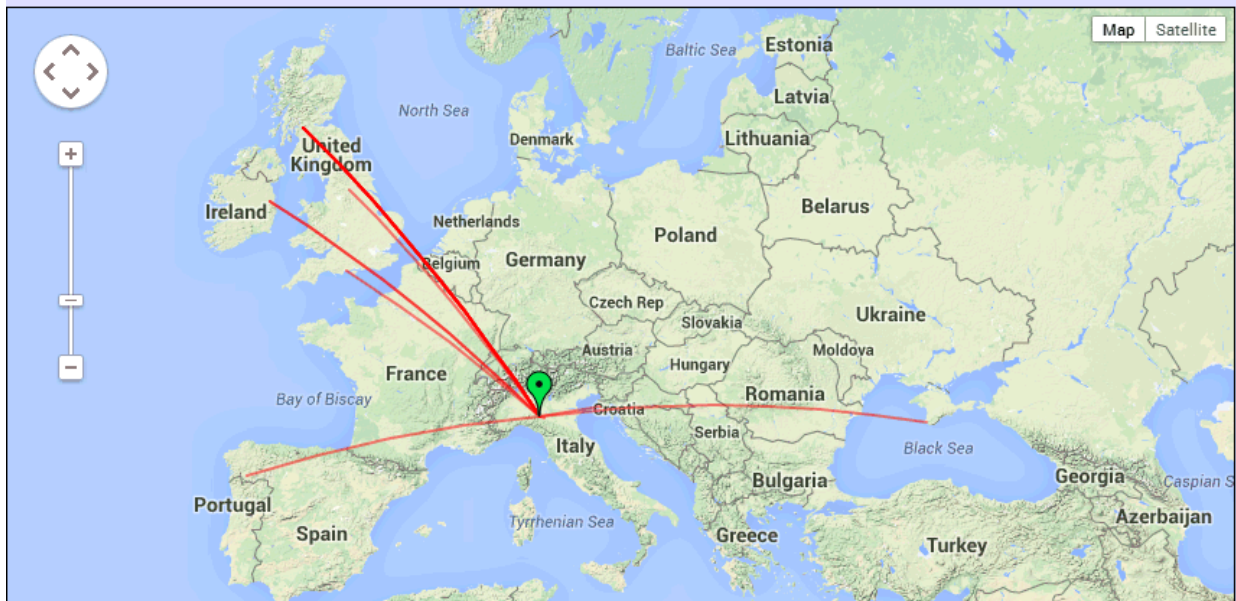 Map
Satellite
Baltic Sea
Estonia
North Sea
Latvia
Denmark
Lithuania
United
Kingdom
Ireland
Netherlands
Belarus
Poland
Belgium
Germany
Czech Rep
Ukraine
Slovakia
Austria
Moldova
Hungary
France
Bay of Biscay
Romania
Croatia
Serbia
Italy
Black Sea
Bulgaria
Georgia
Caspian S
Portugal
Azerbaijan
Spain
Tyrrhenian Sea
Greece
Turkey